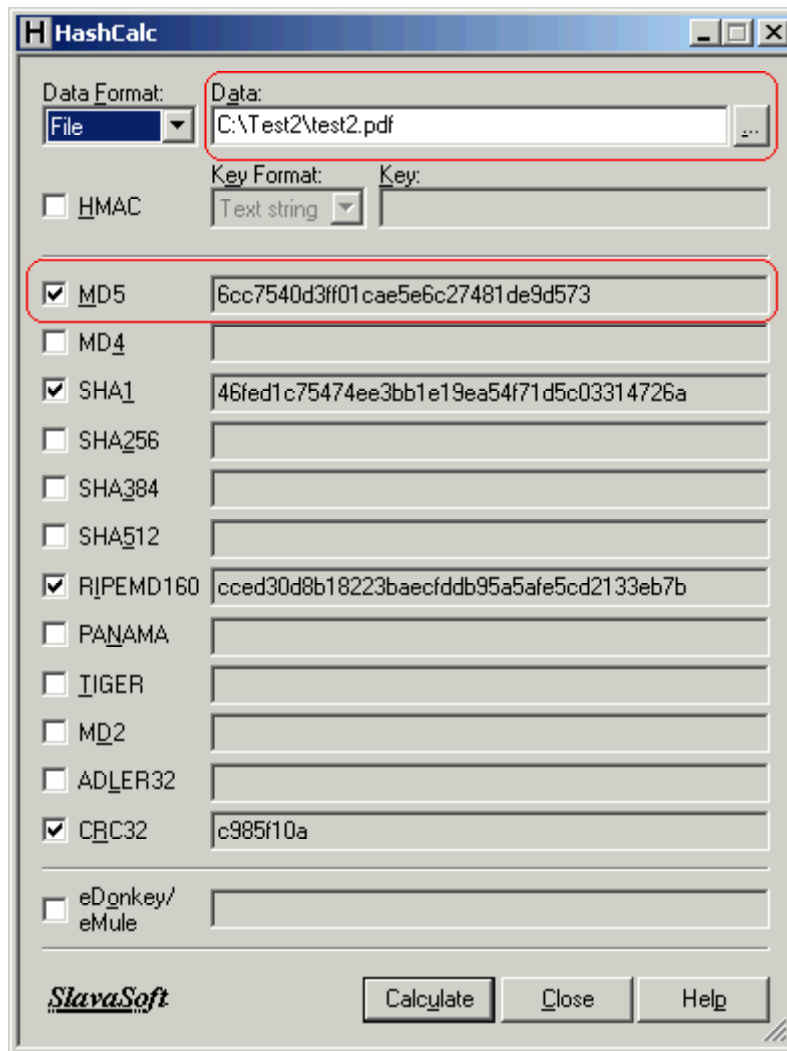 HashCalc
Data Format: Data:
File C:\Test2\test2.pdf ...
Key Format: Key:
HMAC Text string
MD5 6cc7540d3ff01cae5e6c27481de9d573
MD4
SHA1 46fed1c75474ee3bb1e19ea54f71d5c03314726a
SHA256
SHA384
SHA512
RIPEMD160 cced30d8b18223baecfddb95a5afe5cd2133eb7b
PANAMA
TIGER
MD2
ADLER32
CRC32 c985f10a
eDonkey/
eMule
SlavaSoft Calculate Close Help